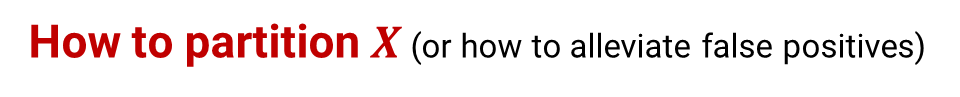 How to partition X (or how to alleviate false positives)